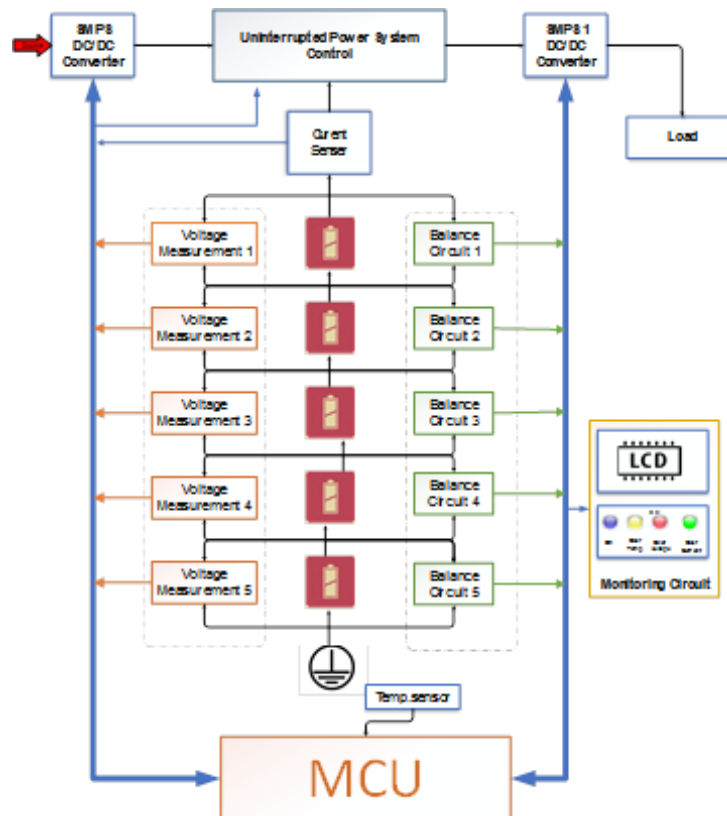 SMPS
DC/DC
Converter
Uninterrupted Power System
Control
SMPS 1
DC/DC
Converter
Load
Curent
Senser
Voltage
Measurement 1
Balance
Circuit 1
Voltage
Measurement 2
Balance
Circuit 2
Voltage
Measurement 3
Balance
Circuit 3
LCD
Voltage
Measurement 4
Balance
Circuit 4
Voltage
Measurement 5
Balance
Circuit 5
Monitoring Circuit
Temp.sensor
MCU